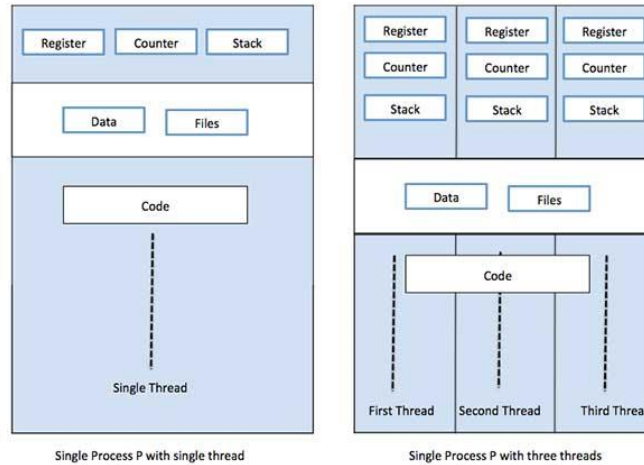 Register Counter Stack
Data Files
Code
Single Thread
Single Process P with single thread
Register Register Register
Counter Counter Counter
Stack Stack Stack
Data Files
Code
First Thread Second Thread Third Threa
Single Process P with three threads